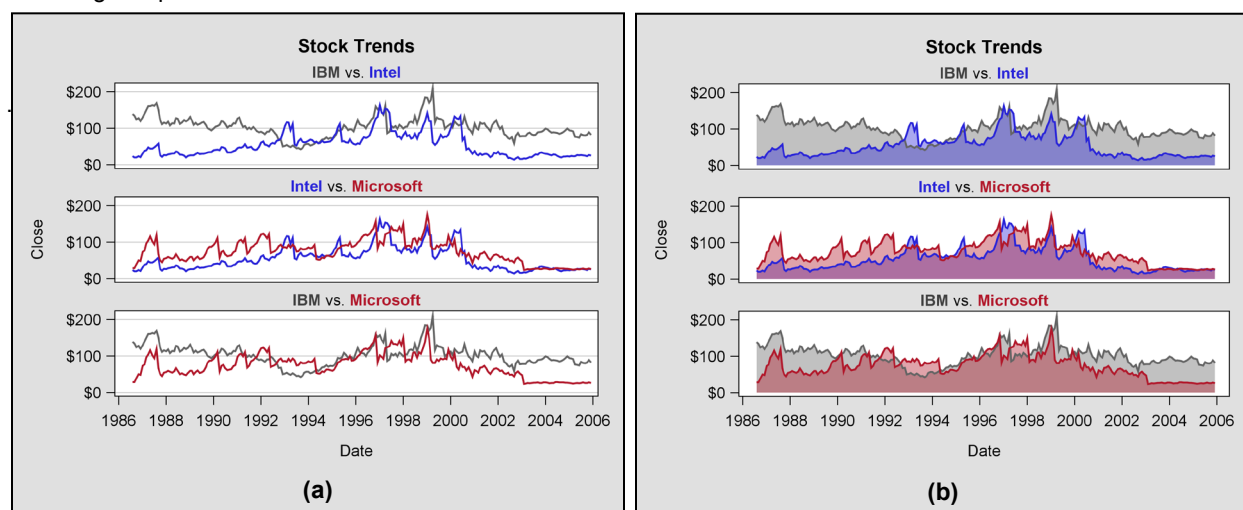 Stock Trends
IBM vs. Intel
$200
$100
$0
Intel vs. Microsoft
$200
$100
$0
Close
IBM vs. Microsoft
$200
$100
$0
1986 1988 1990 1992 1994 1996 1998 2000 2002 2004 2006
Date
(a)
Stock Trends
IBM vs. Intel
$200
$100
$0
Intel vs. Microsoft
$200
$100
$0
Close
IBM vs. Microsoft
$200
$100
$0
1986 1988 1990 1992 1994 1996 1998 2000 2002 2004 2006
Date
(b)